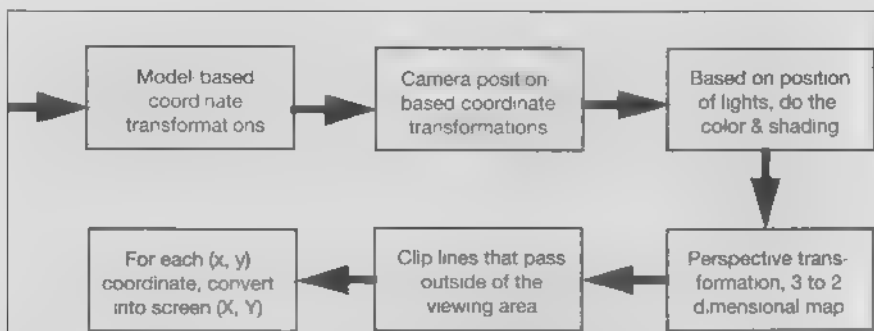 Model based
coordinate
transformations
Camera position-
based coordinate
transformations
Based on position
of lights, do the
color & shading
Perspective trans-
formation, 3 to 2
dimensional map
Clip lines that pass
outside of the
viewing area
For each (x, y)
coordinate, convert
into screen (X, Y)